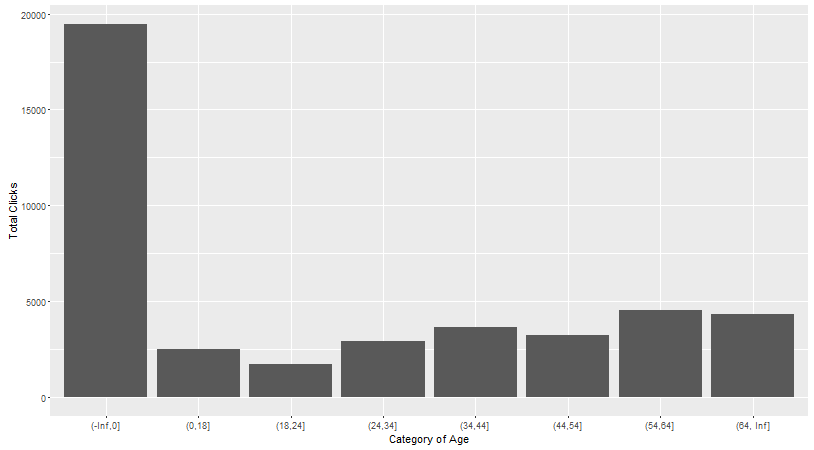 20000
15000
10000
5000
0
Total Clicks
(-Inf,0] (0,18] (18,24] (24,34] (34,44] (44,54] (54,64] (64, Inf]
Category of Age